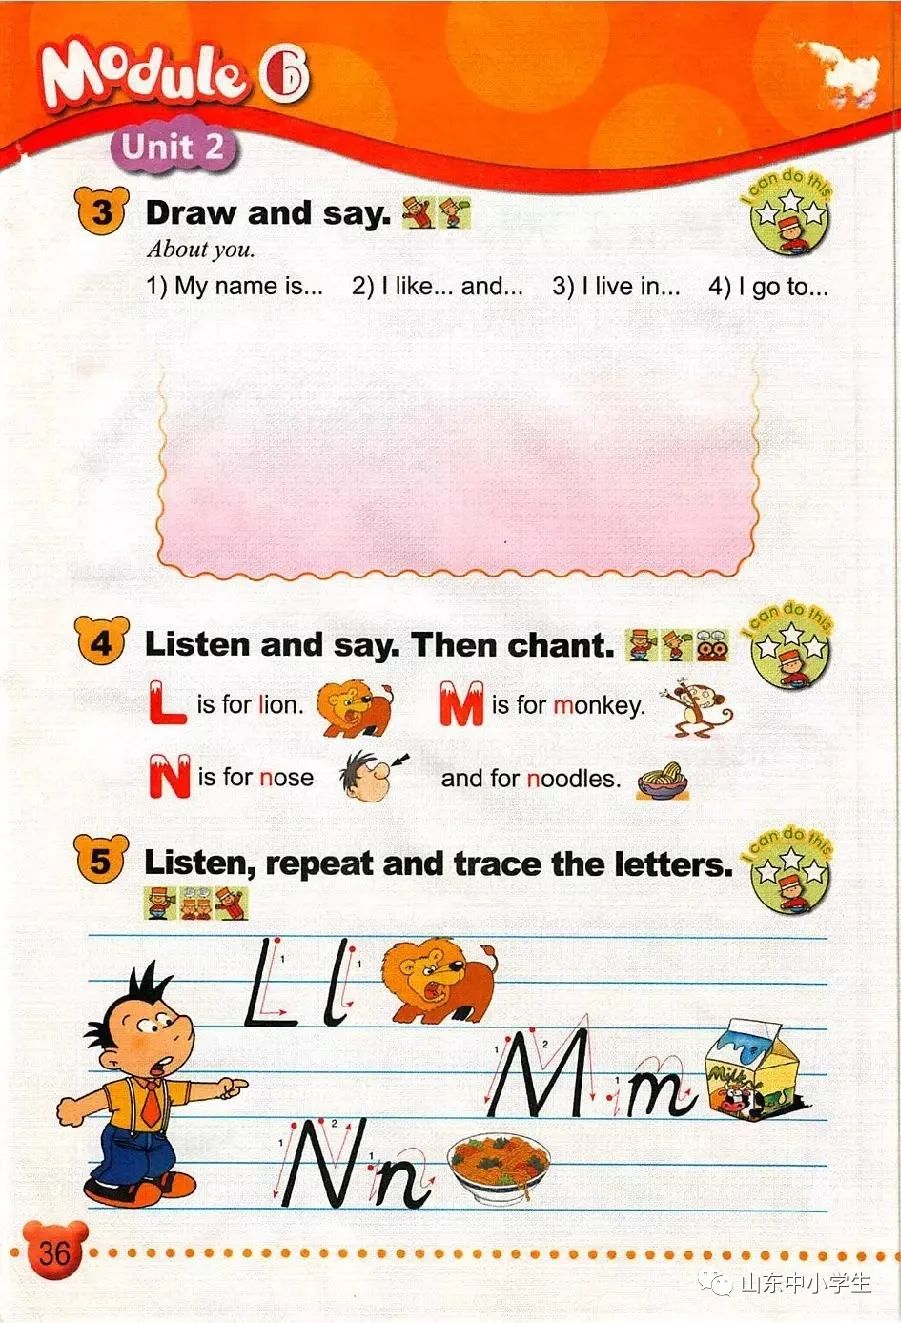 Module 6
Unit 2
3 Draw and say.
I can do this
About you.
1) My name is... 2) I like... and... 3) I live in... 4) I go to...
4 Listen and say. Then chant.
I can do this
L is for lion. M is for monkey.
N is for nose and for noodles.
5 Listen, repeat and trace the letters.
I can do this
L l
1 1
M m
1 2 1
Milk
N n
1 2 1
36
山东中小学生